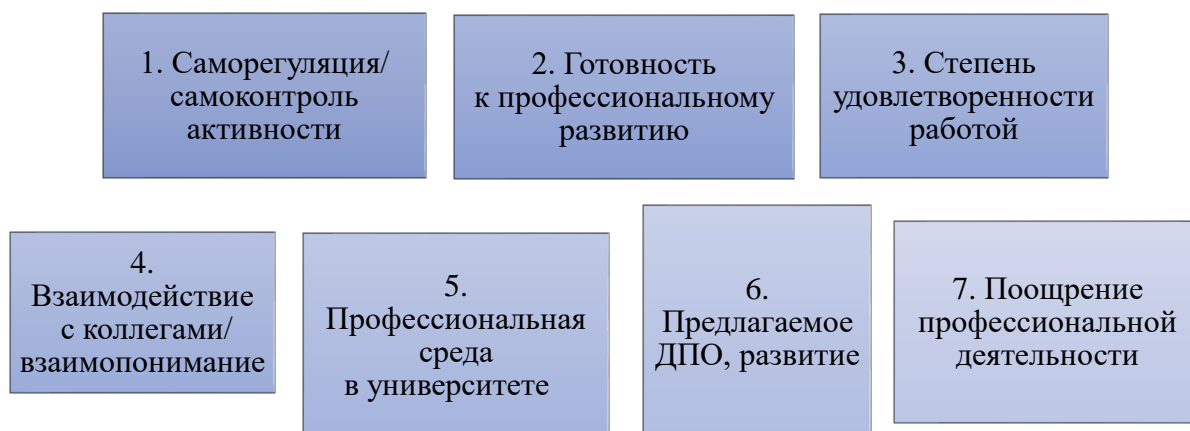 1. Саморегуляция/
самоконтроль
активности
2. Готовность
к профессиональному
развитию
3. Степень
удовлетворенности
работой
4.
Взаимодействие
с коллегами/
взаимопонимание
5.
Профессиональная
среда
в университете
6.
Предлагаемое
ДПО, развитие
7. Поощрение
профессиональной
деятельности